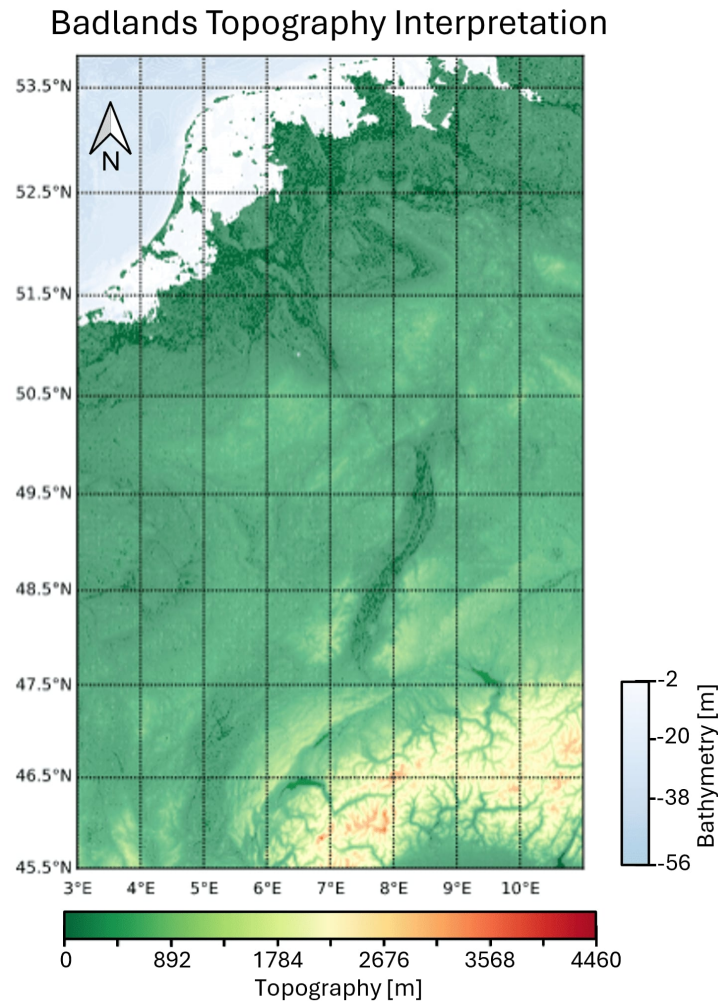 Badlands Topography Interpretation
53.5°N
N
52.5°N
51.5°N
50.5°N
49.5°N
48.5°N
47.5°N
46.5°N
45.5°N
3°E 4°E 5°E 6°E 7°E 8°E 9°E 10°E
-2
-20
-38
-56
Bathymetry [m]
0 892 1784 2676 3568 4460
Topography [m]